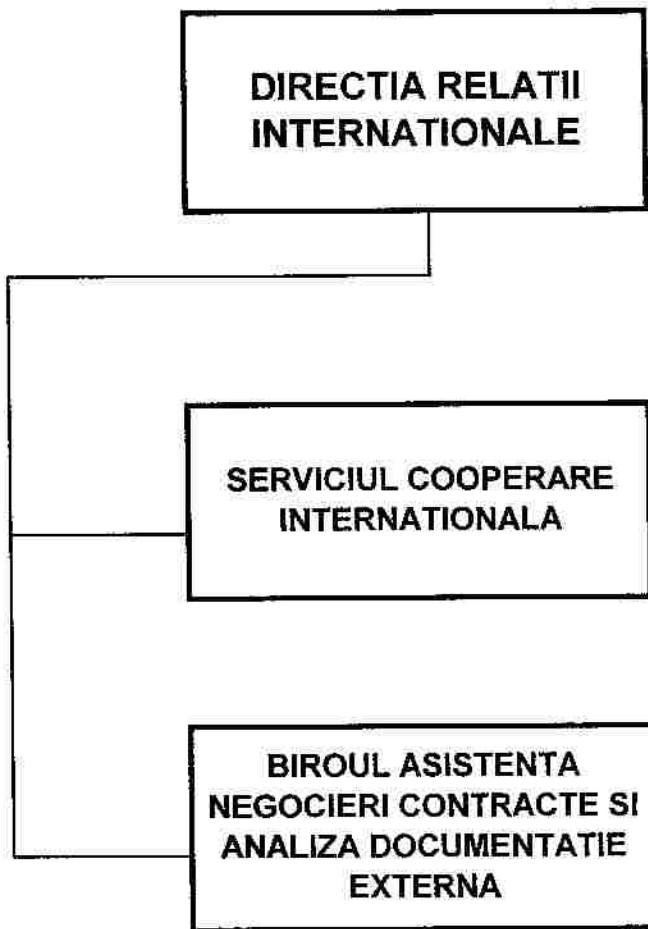 DIRECTIA RELATII
INTERNATIONALE
SERVICIUL COOPERARE
INTERNATIONALA
BIROUL ASISTENTA
NEGOCIERI CONTRACTE SI
ANALIZA DOCUMENTATIE
EXTERNA